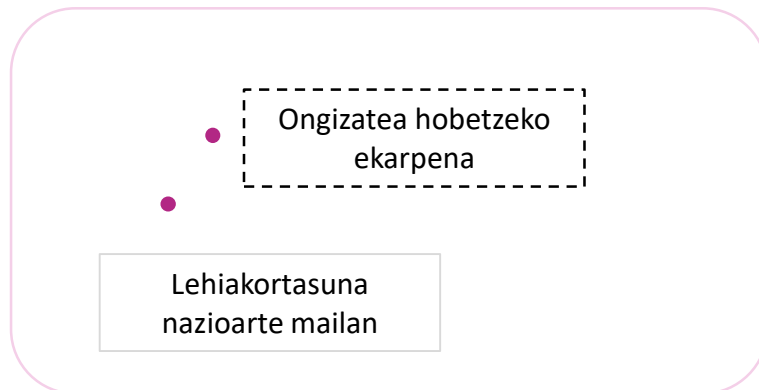 Ongizatea hobetzeko
ekarpena
Lehiakortasuna
nazioarte mailan